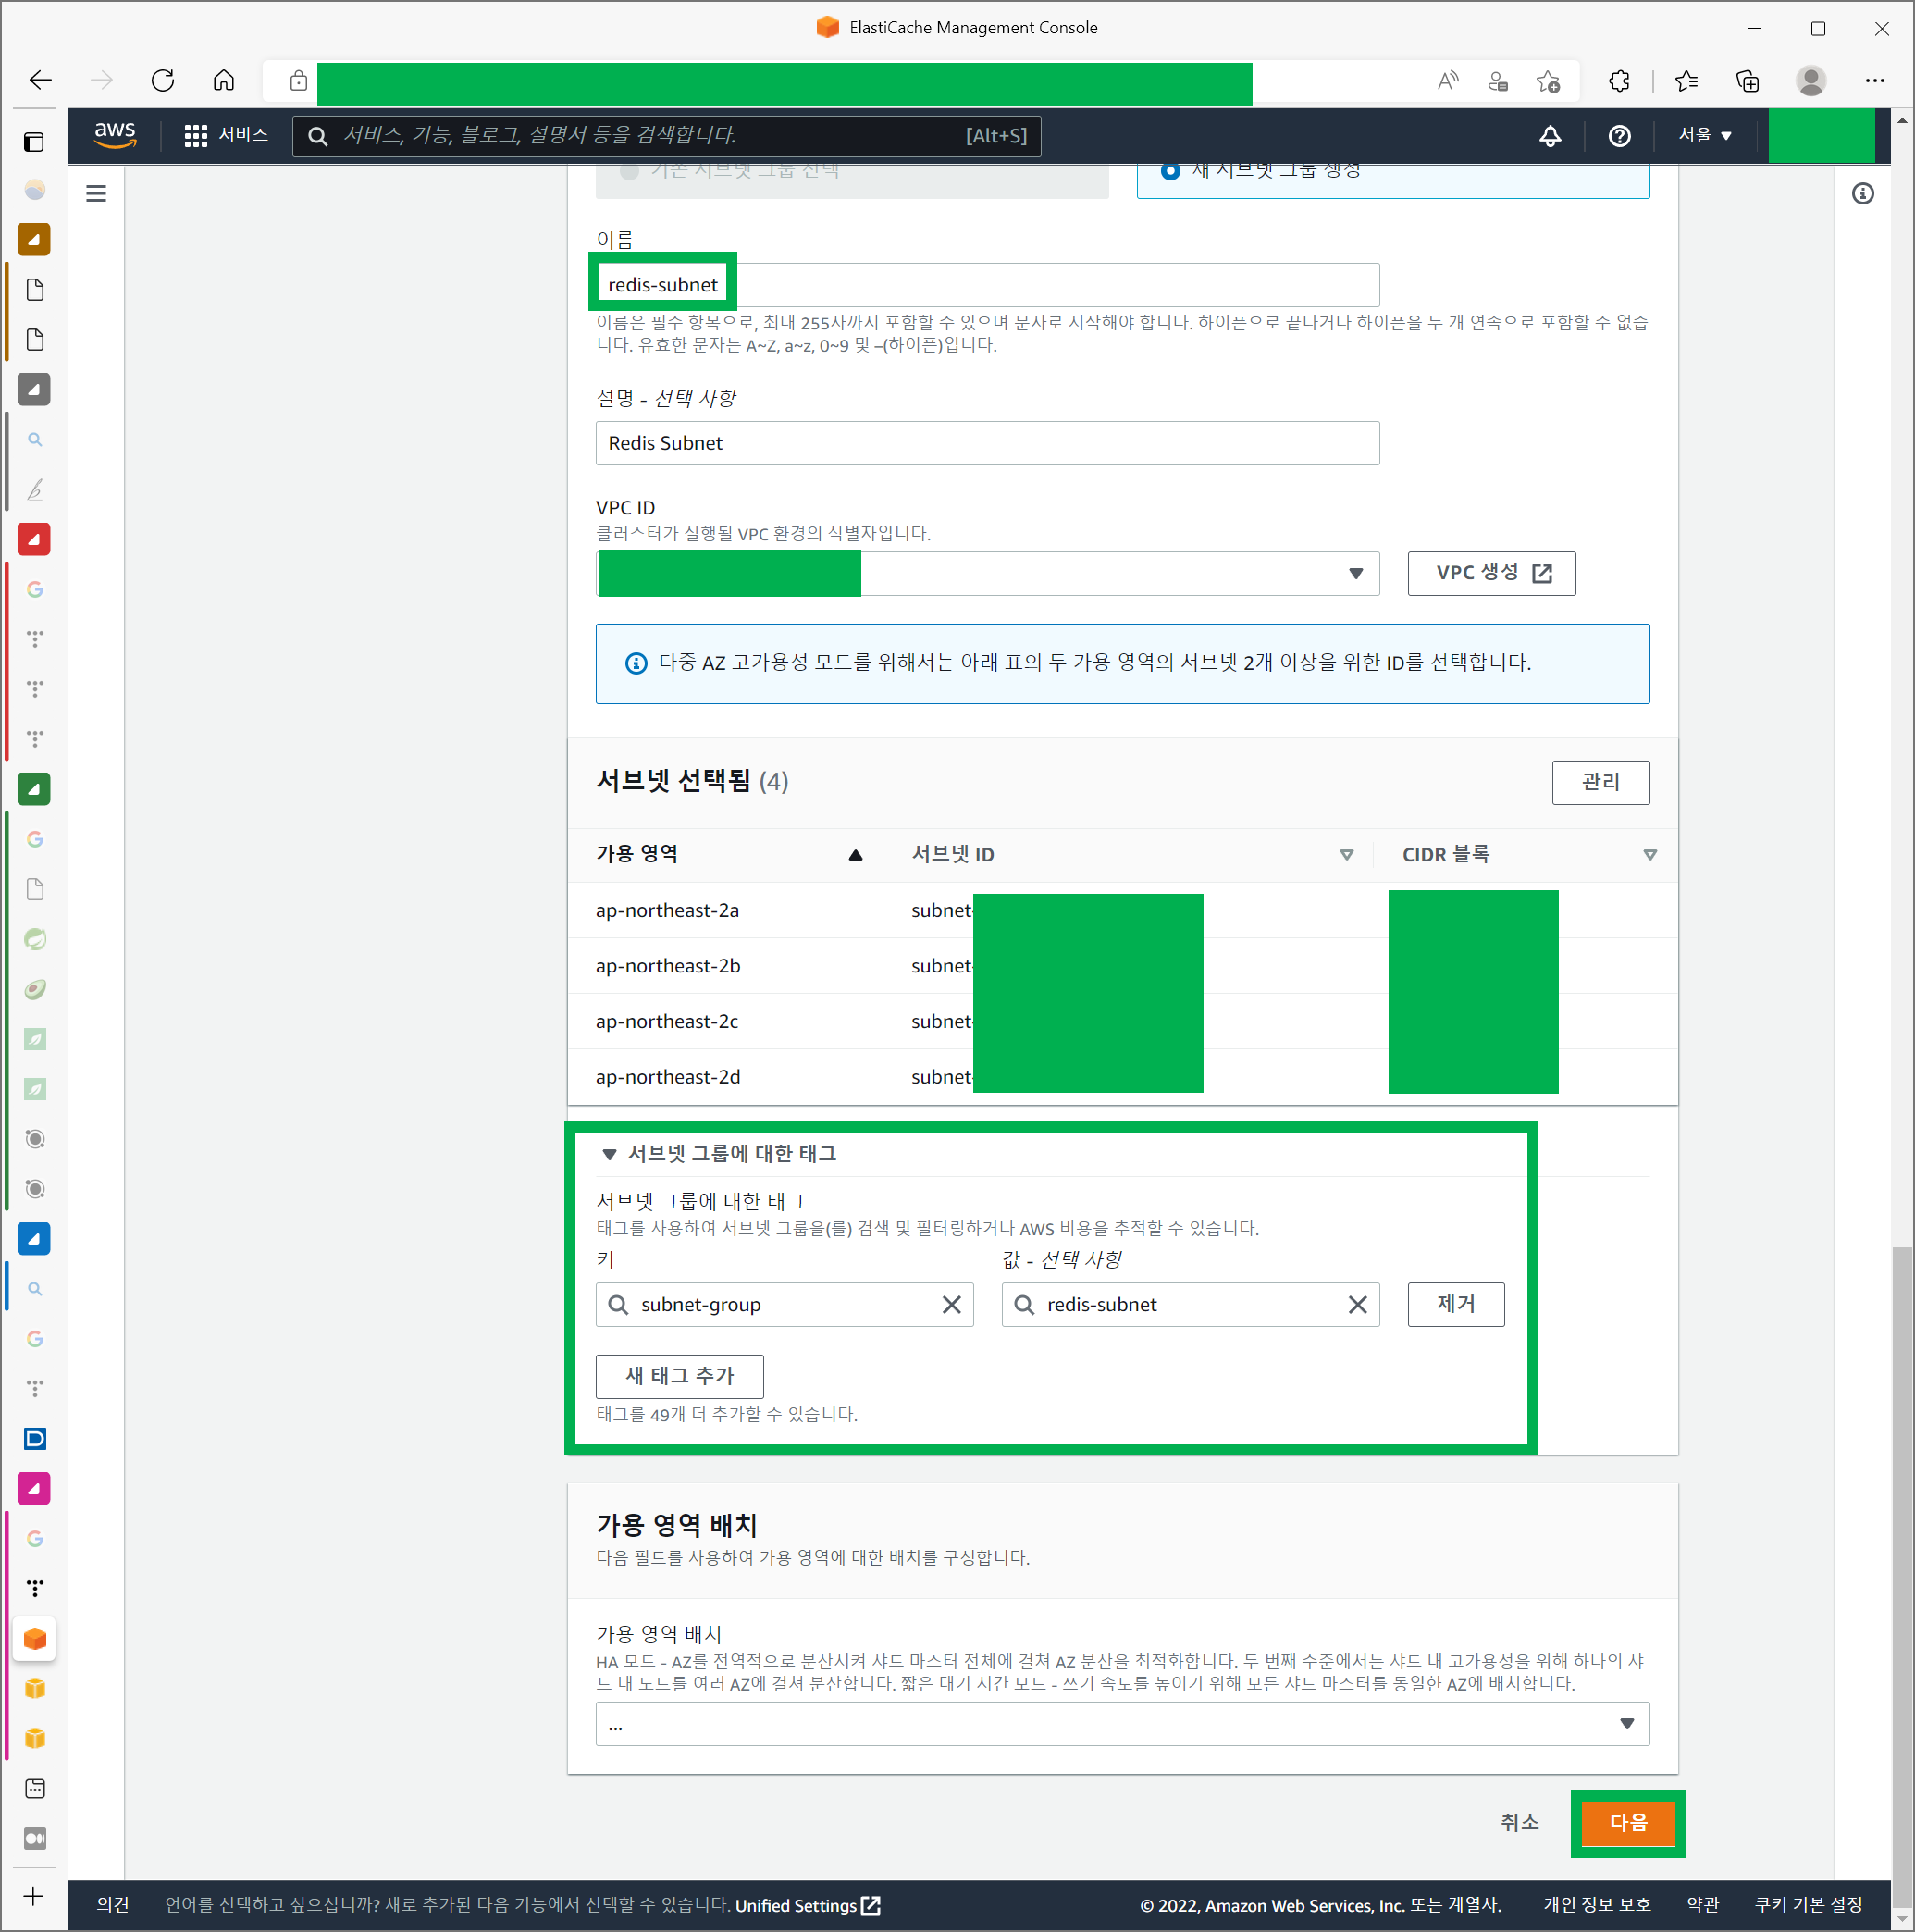 ElastiCache Management Console
aws
서비스
서비스, 기능, 블로그, 설명서 등을 검색합니다.
[Alt+S]
서울 ▼
기존 서브넷 그룹 선택
새 서브넷 그룹 생성
이름
redis-subnet
이름은 필수 항목으로, 최대 255자까지 포함할 수 있으며 문자로 시작해야 합니다. 하이픈으로 끝나거나 하이픈을 두 개 연속으로 포함할 수 없습
니다. 유효한 문자는 A~Z, a~z, 0~9 및 –(하이픈)입니다.
설명 - 선택 사항
Redis Subnet
VPC ID
클러스터가 실행될 VPC 환경의 식별자입니다.
VPC 생성
다중 AZ 고가용성 모드를 위해서는 아래 표의 두 가용 영역의 서브넷 2개 이상을 위한 ID를 선택합니다.
서브넷 선택됨 (4)
관리
가용 영역 서브넷 ID CIDR 블록
ap-northeast-2a subnet-
ap-northeast-2b subnet-
ap-northeast-2c subnet-
ap-northeast-2d subnet-
▼ 서브넷 그룹에 대한 태그
서브넷 그룹에 대한 태그
태그를 사용하여 서브넷 그룹을(를) 검색 및 필터링하거나 AWS 비용을 추적할 수 있습니다.
키 값 - 선택 사항
subnet-group redis-subnet 제거
새 태그 추가
태그를 49개 더 추가할 수 있습니다.
가용 영역 배치
다음 필드를 사용하여 가용 영역에 대한 배치를 구성합니다.
가용 영역 배치
HA 모드 - AZ를 전역적으로 분산시켜 샤드 마스터 전체에 걸쳐 AZ 분산을 최적화합니다. 두 번째 수준에서는 샤드 내 고가용성을 위해 하나의 샤
드 내 노드를 여러 AZ에 걸쳐 분산합니다. 짧은 대기 시간 모드 - 쓰기 속도를 높이기 위해 모든 샤드 마스터를 동일한 AZ에 배치합니다.
...
취소 다음
의견 언어를 선택하고 싶으십니까? 새로 추가된 다음 기능에서 선택할 수 있습니다. Unified Settings © 2022, Amazon Web Services, Inc. 또는 계열사. 개인 정보 보호 약관 쿠키 기본 설정